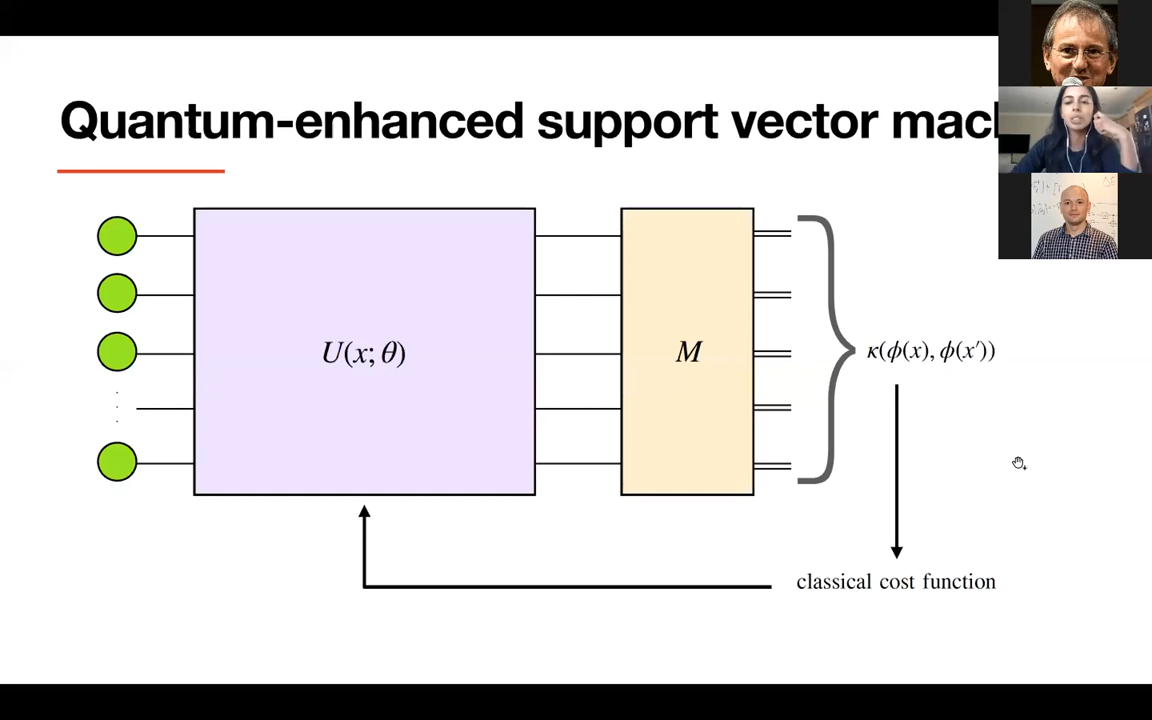 Quantum-enhanced support vector mac
U(x; θ)
M
κ(ϕ(x), ϕ(x′))
classical cost function